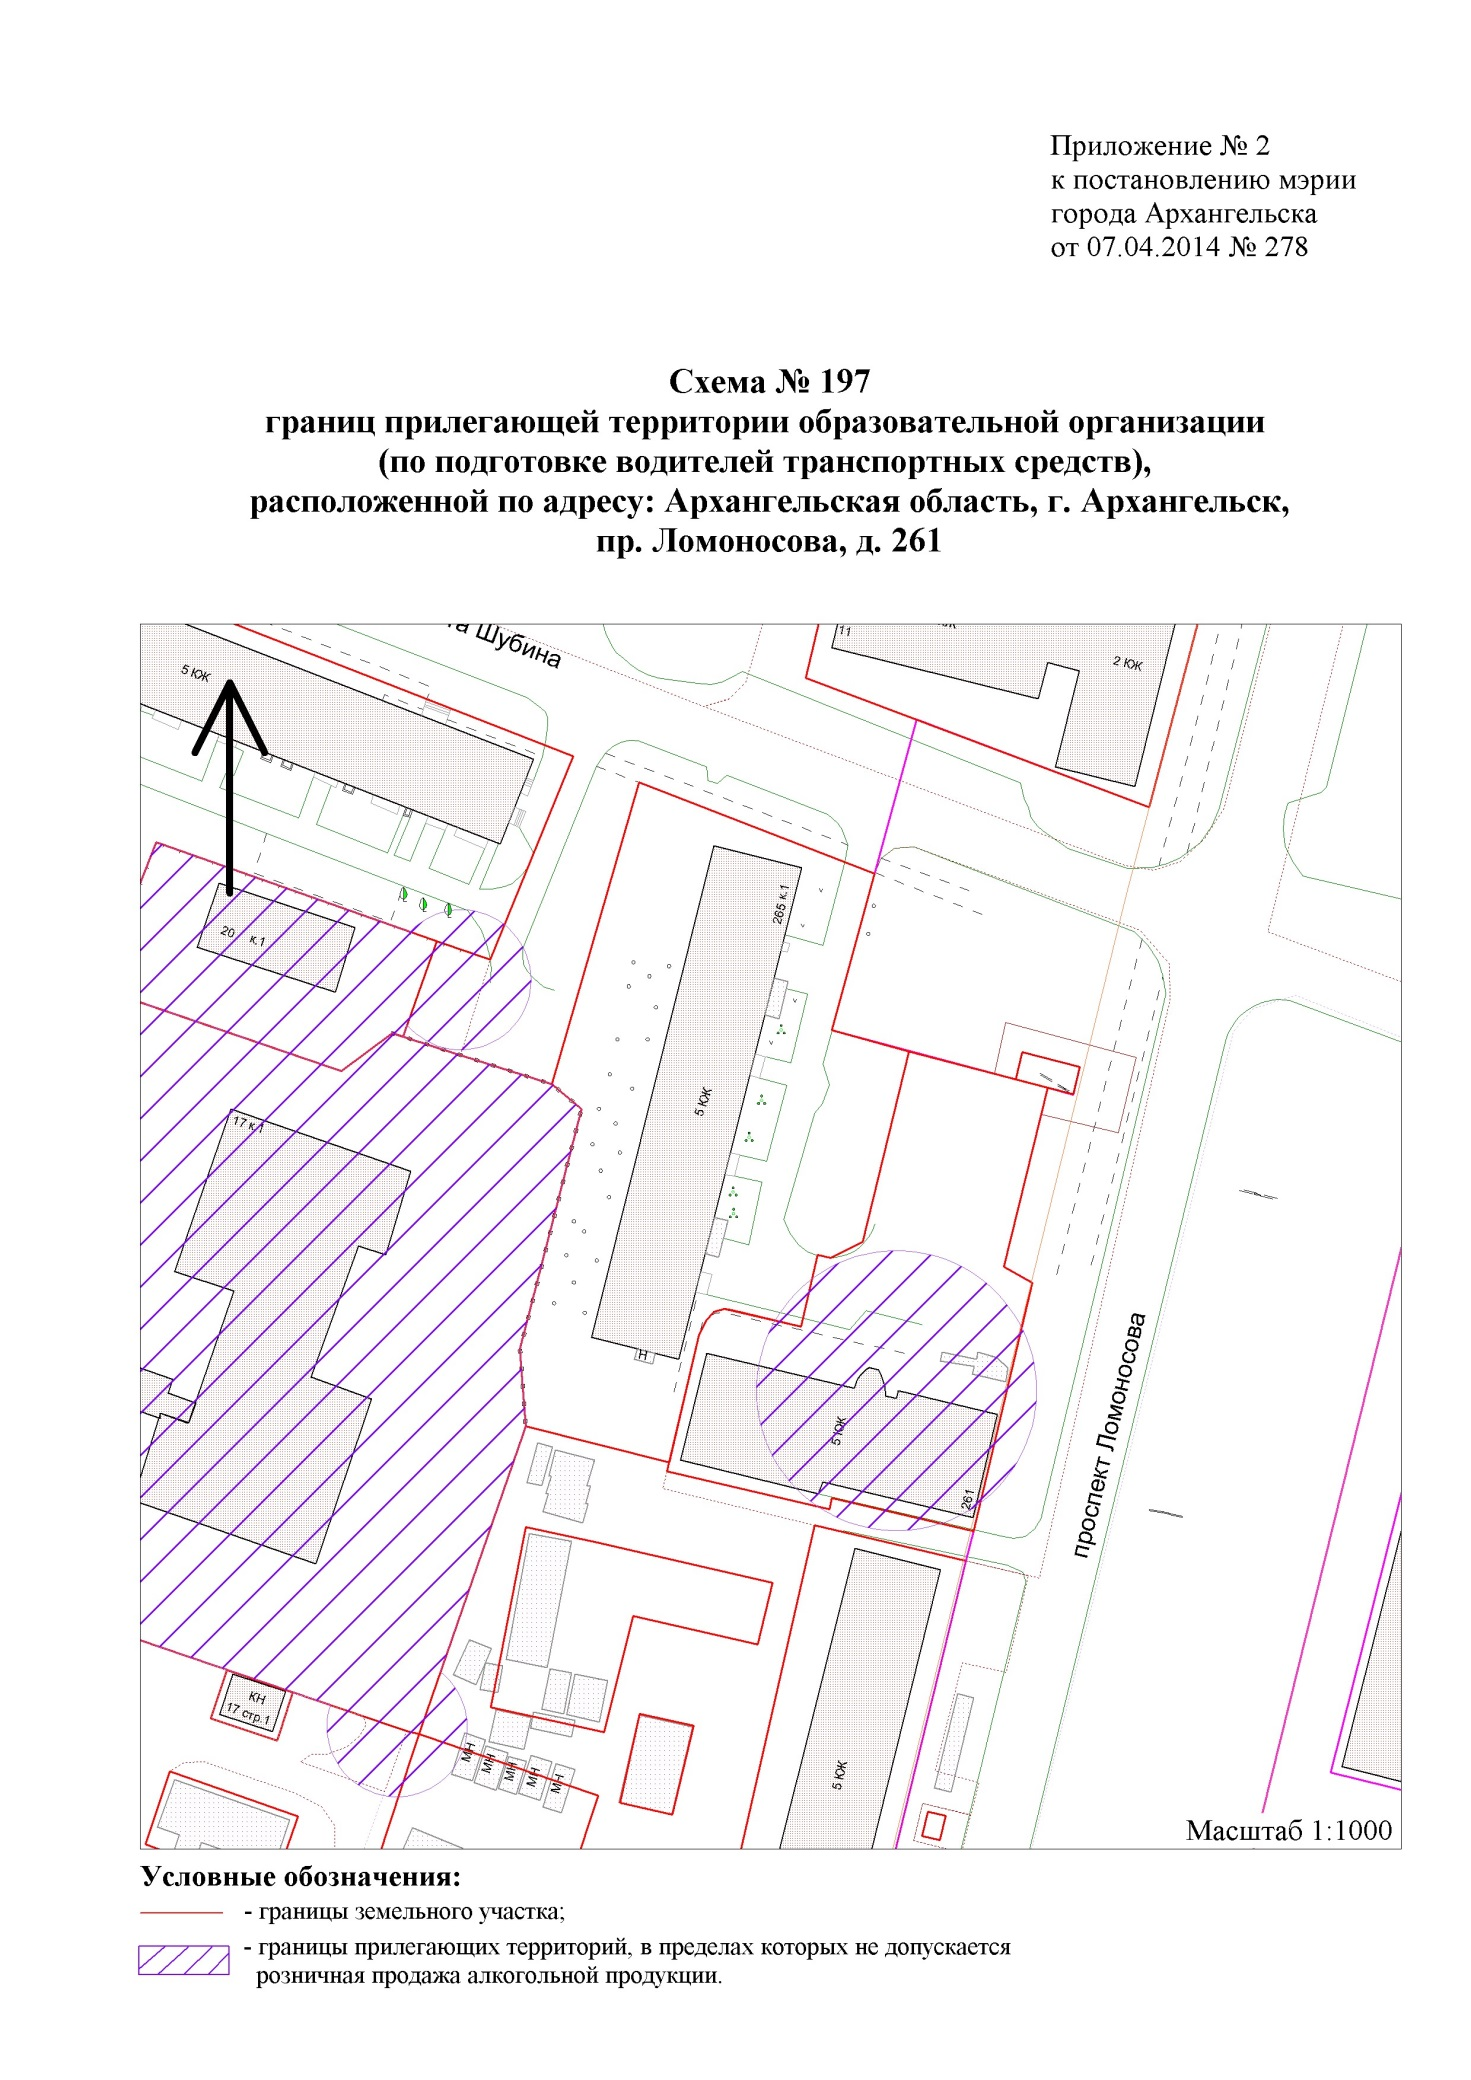 Приложение № 2
к постановлению мэрии
города Архангельска
от 07.04.2014 № 278
Схема № 197
границ прилегающей территории образовательной организации
(по подготовке водителей транспортных средств),
расположенной по адресу: Архангельская область, г. Архангельск,
пр. Ломоносова, д. 261
та Шубина
11
2 КЖ
5 КЖ
265 к.1
20 к.1
5 КЖ
17 к.1
Н
проспект Ломоносова
5 КЖ
261
КН
17 стр.1
МН
МН
МН
МН
МН
5 КЖ
Масштаб 1:1000
Условные обозначения:
- границы земельного участка;
- границы прилегающих территорий, в пределах которых не допускается
розничная продажа алкогольной продукции.